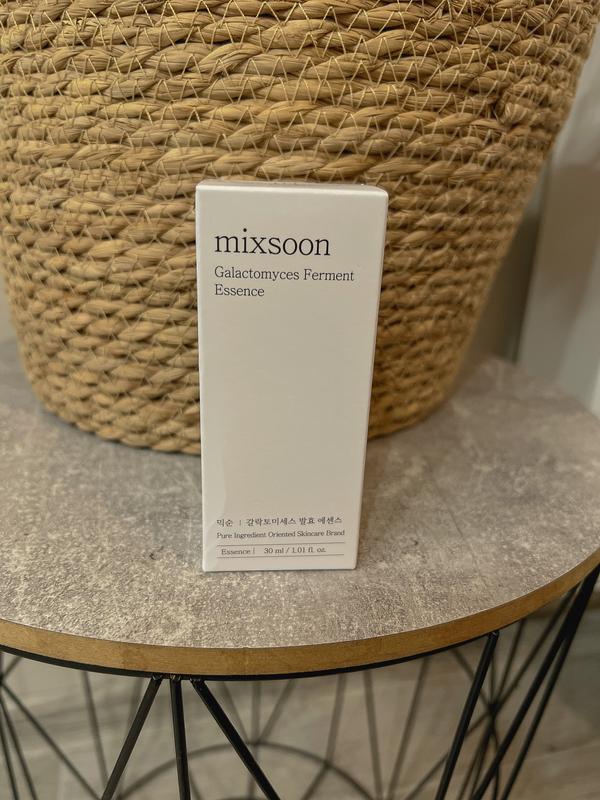 mixsoon
Galactomyces Ferment
Essence
믹순 | 갈락토미세스 발효 에센스
Pure Ingredient Oriented Skincare Brand
Essence | 30 ml / 1.01 fl. oz.